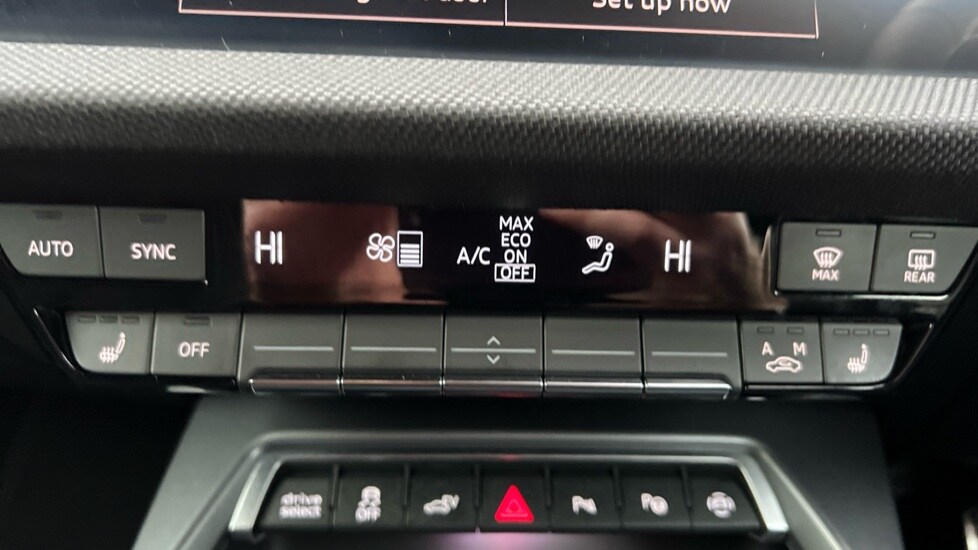 Set up now
MAX
ECO
AUTO SYNC HI A/C ON HI MAX REAR
OFF
OFF A M
drive
select OFF